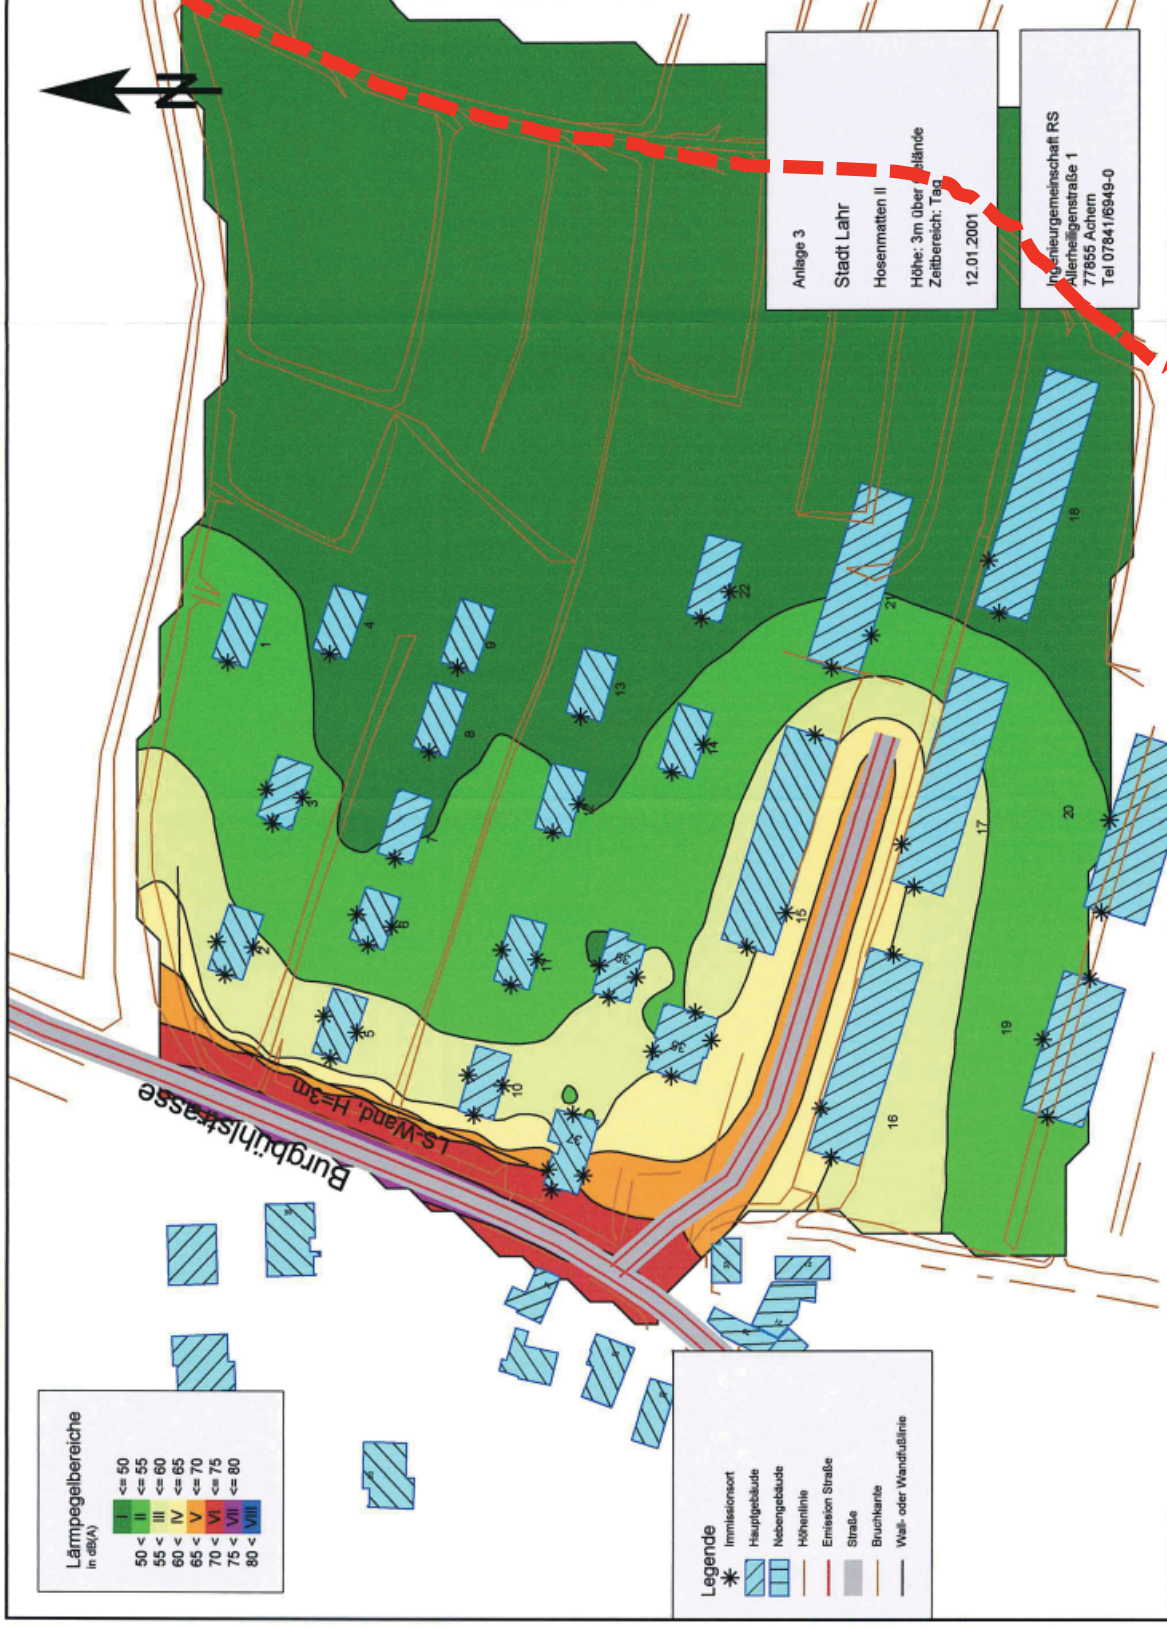 N
Anlage 3
Stadt Lahr
Hosenmatten II
Höhe: 3m über
Zeitbereich: Tag
12.01.2001
Ingenieurgemeinschaft RS
Allerheiligenstraße 1
77855 Achern
Tel 07841/6949-0
Burgbühlstrasse
LS-Wand, H=3m
1
2
3
4
5
6
7
8
9
10
11
12
13
14
15
16
17
18
19
20
21
22
35
37
39
Lärmpegelbereiche
in dB(A)
I <= 50
50 < II <= 55
55 < III <= 60
60 < IV <= 65
65 < V <= 70
70 < VI <= 75
75 < VII <= 80
80 < VIII
Legende
Immissionsort
Hauptgebäude
Nebengebäude
Höhenlinie
Emission Straße
Straße
Bruchkante
Wall- oder Wandfußlinie